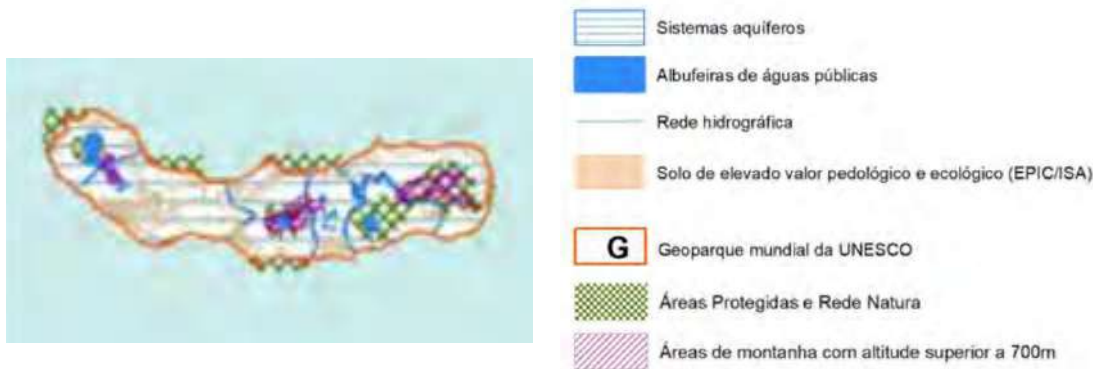 Sistemas aquíferos
Albufeiras de águas públicas
Rede hidrográfica
Solo de elevado valor pedológico e ecológico (EPIC/ISA)
G Geoparque mundial da UNESCO
Áreas Protegidas e Rede Natura
Áreas de montanha com altitude superior a 700m